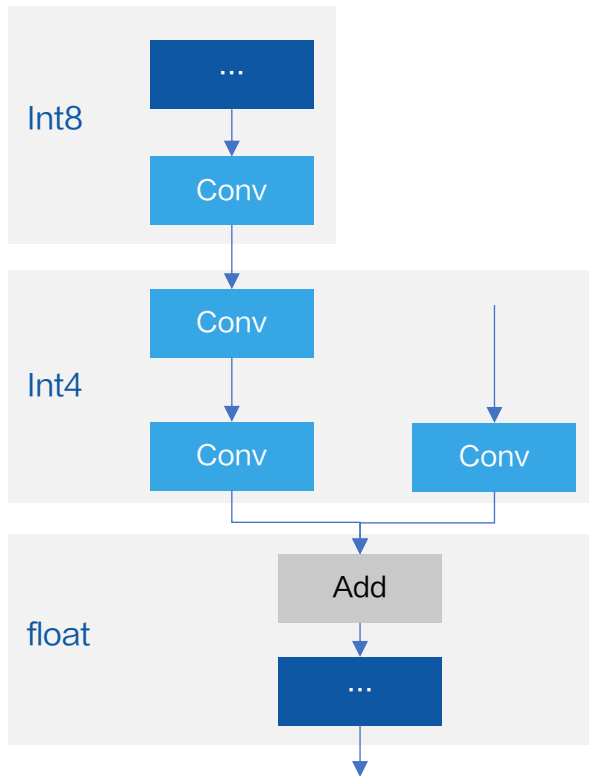 ...
Int8
Conv
Conv
Int4
Conv
Conv
Add
float
...